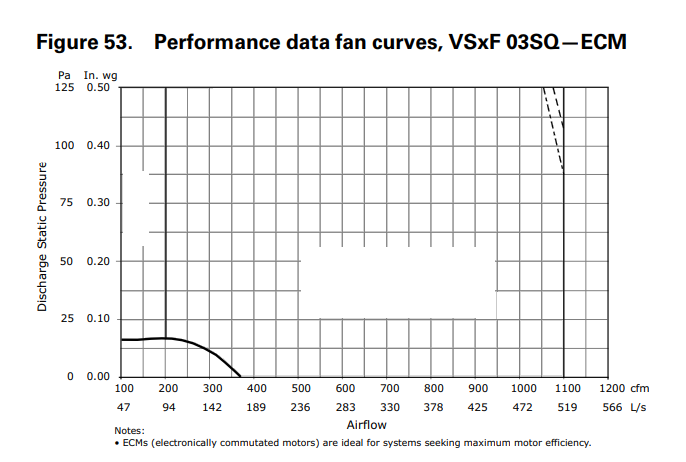 Figure 53. Performance data fan curves, VSxF 03SQ—ECM
Pa In. wg
125 0.50
100 0.40
75 0.30
50 0.20
25 0.10
0 0.00
Discharge Static Pressure
100 200 300 400 500 600 700 800 900 1000 1100 1200 cfm
47 94 142 189 236 283 330 378 425 472 519 566 L/s
Airflow
Notes:
• ECMs (electronically commutated motors) are ideal for systems seeking maximum motor efficiency.